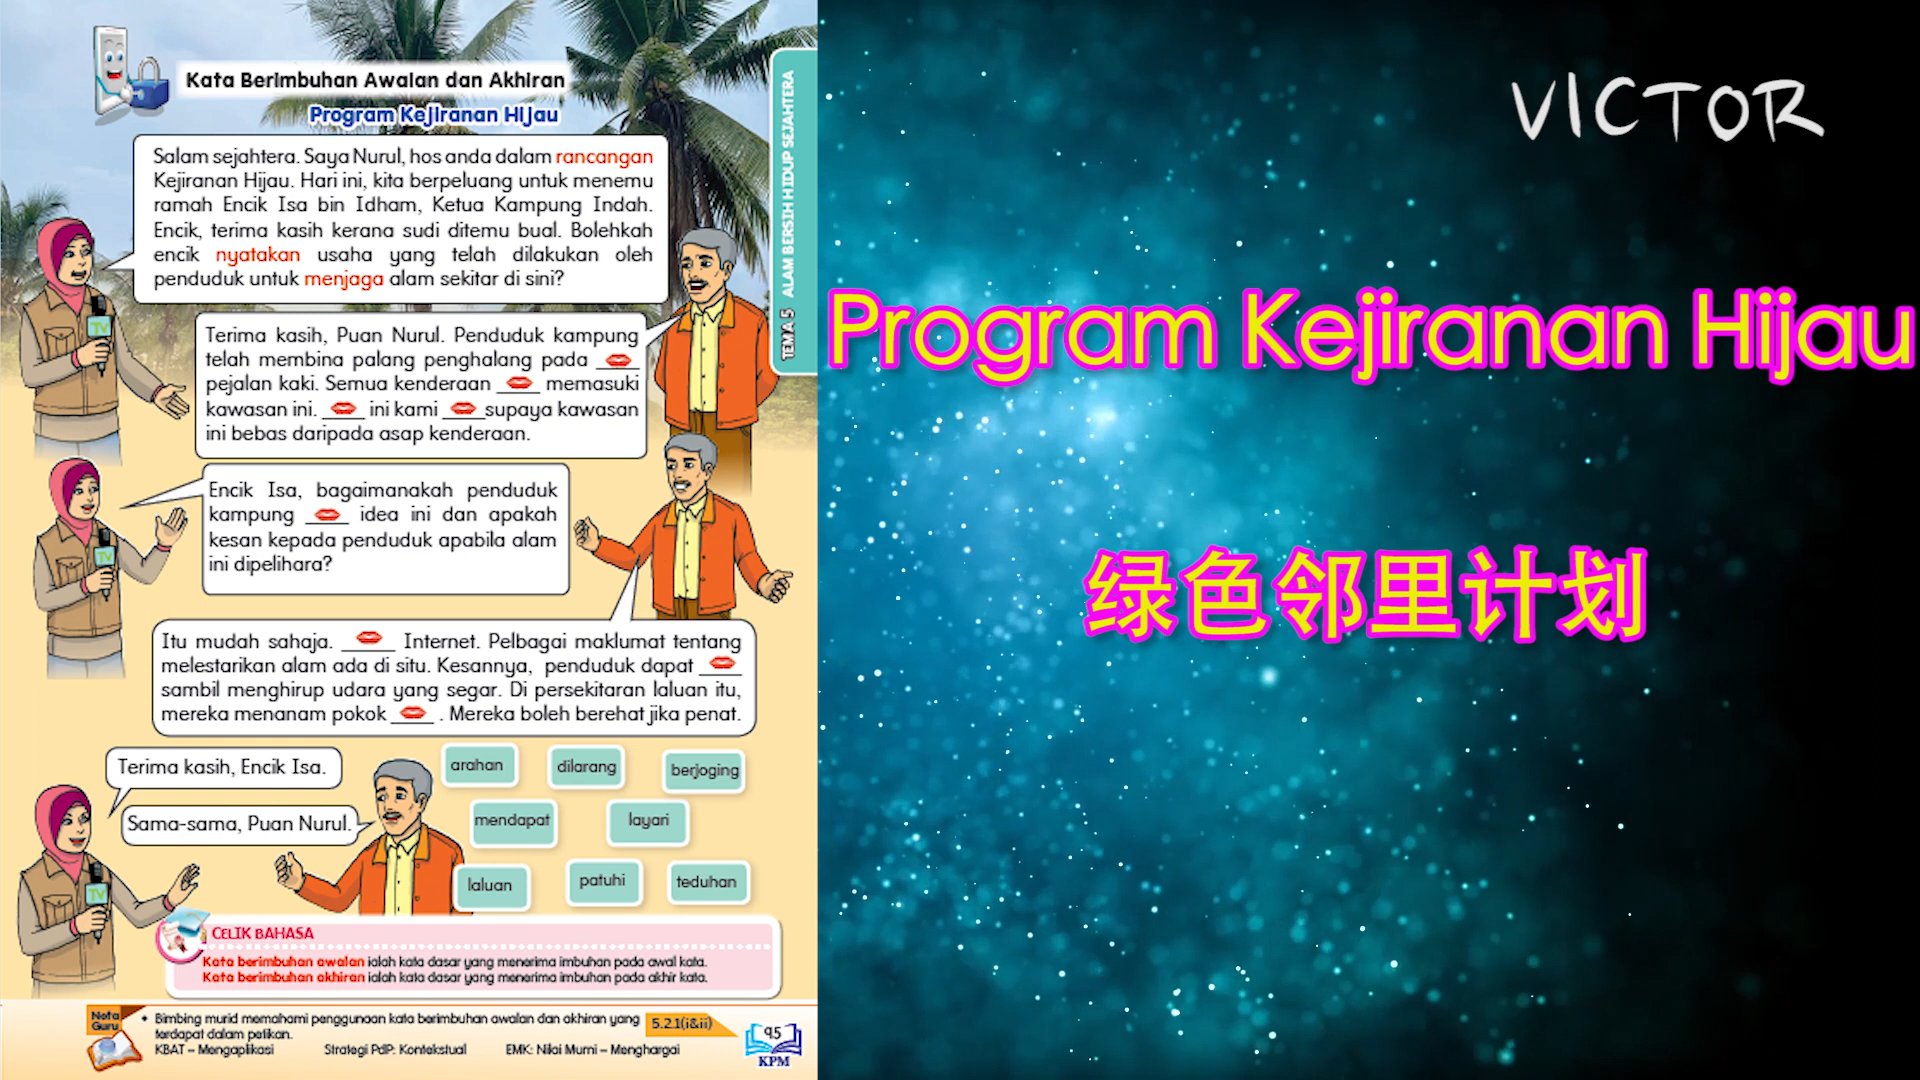 Kata Berimbuhan Awalan dan Akhiran
Program Kejiranan Hijau
Salam sejahtera. Saya Nurul, hos anda dalam rancangan
Kejiranan Hijau. Hari ini, kita berpeluang untuk menemu
ramah Encik Isa bin Idham, Ketua Kampung Indah.
Encik, terima kasih kerana sudi ditemu bual. Bolehkah
encik nyatakan usaha yang telah dilakukan oleh
penduduk untuk menjaga alam sekitar di sini?
TEMA 5 ALAM BERSIH HIDUP SEJAHTERA
TV
Terima kasih, Puan Nurul. Penduduk kampung
telah membina palang penghalang pada ____
pejalan kaki. Semua kenderaan ____ memasuki
kawasan ini. ____ ini kami ____ supaya kawasan
ini bebas daripada asap kenderaan.
Encik Isa, bagaimanakah penduduk
kampung ____ idea ini dan apakah
kesan kepada penduduk apabila alam
ini dipelihara?
TV
Itu mudah sahaja. ____ Internet. Pelbagai maklumat tentang
melestarikan alam ada di situ. Kesannya, penduduk dapat ____
sambil menghirup udara yang segar. Di persekitaran laluan itu,
mereka menanam pokok ____ . Mereka boleh berehat jika penat.
Terima kasih, Encik Isa.
Sama-sama, Puan Nurul.
TV
arahan
dilarang
berjoging
mendapat
layari
laluan
patuhi
teduhan
CELIK BAHASA
Kata berimbuhan awalan ialah kata dasar yang menerima imbuhan pada awal kata.
Kata berimbuhan akhiran ialah kata dasar yang menerima imbuhan pada akhir kata.
Nota
Guru
• Bimbing murid memahami penggunaan kata berimbuhan awalan dan akhiran yang
terdapat dalam petikan.
KBAT – Mengaplikasi Strategi PdP: Kontekstual EMK: Nilai Murni – Menghargai
5.2.1(i&ii)
95
KPM
VICTOR
Program Kejiranan Hijau
绿色邻里计划